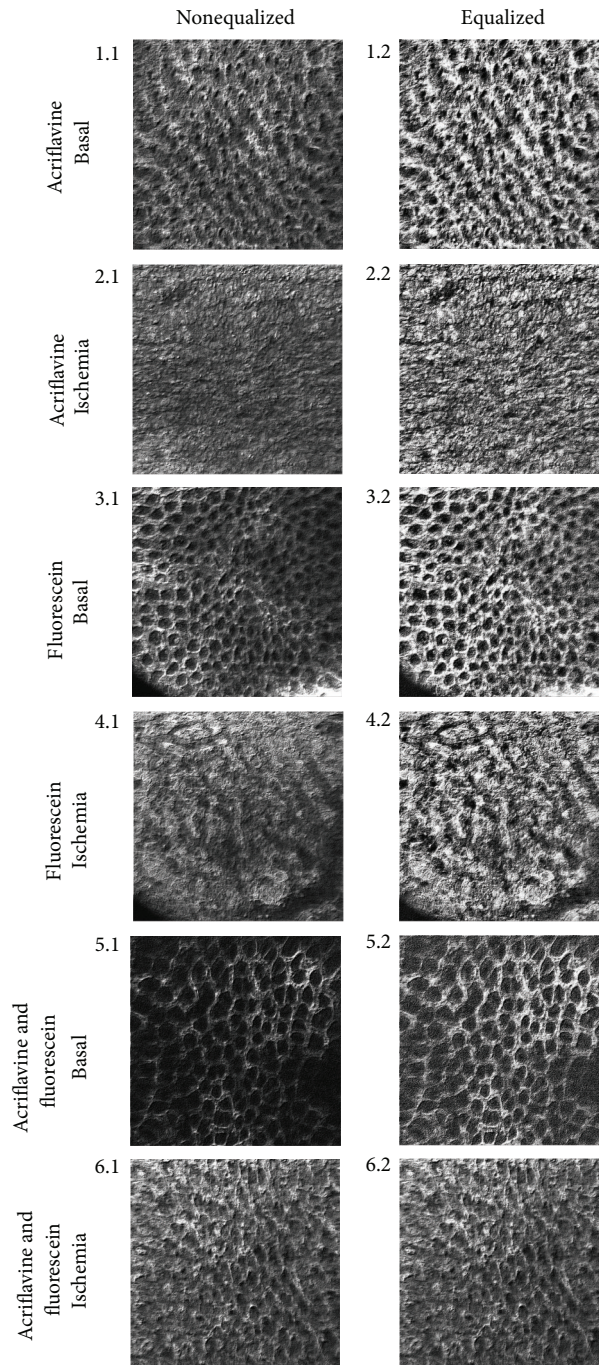 Nonequalized
Equalized
1.1
1.2
Acriflavine
Basal
2.1
2.2
Acriflavine
Ischemia
3.1
3.2
Fluorescein
Basal
4.1
4.2
Fluorescein
Ischemia
5.1
5.2
Acriflavine and
fluorescein
Basal
6.1
6.2
Acriflavine and
fluorescein
Ischemia